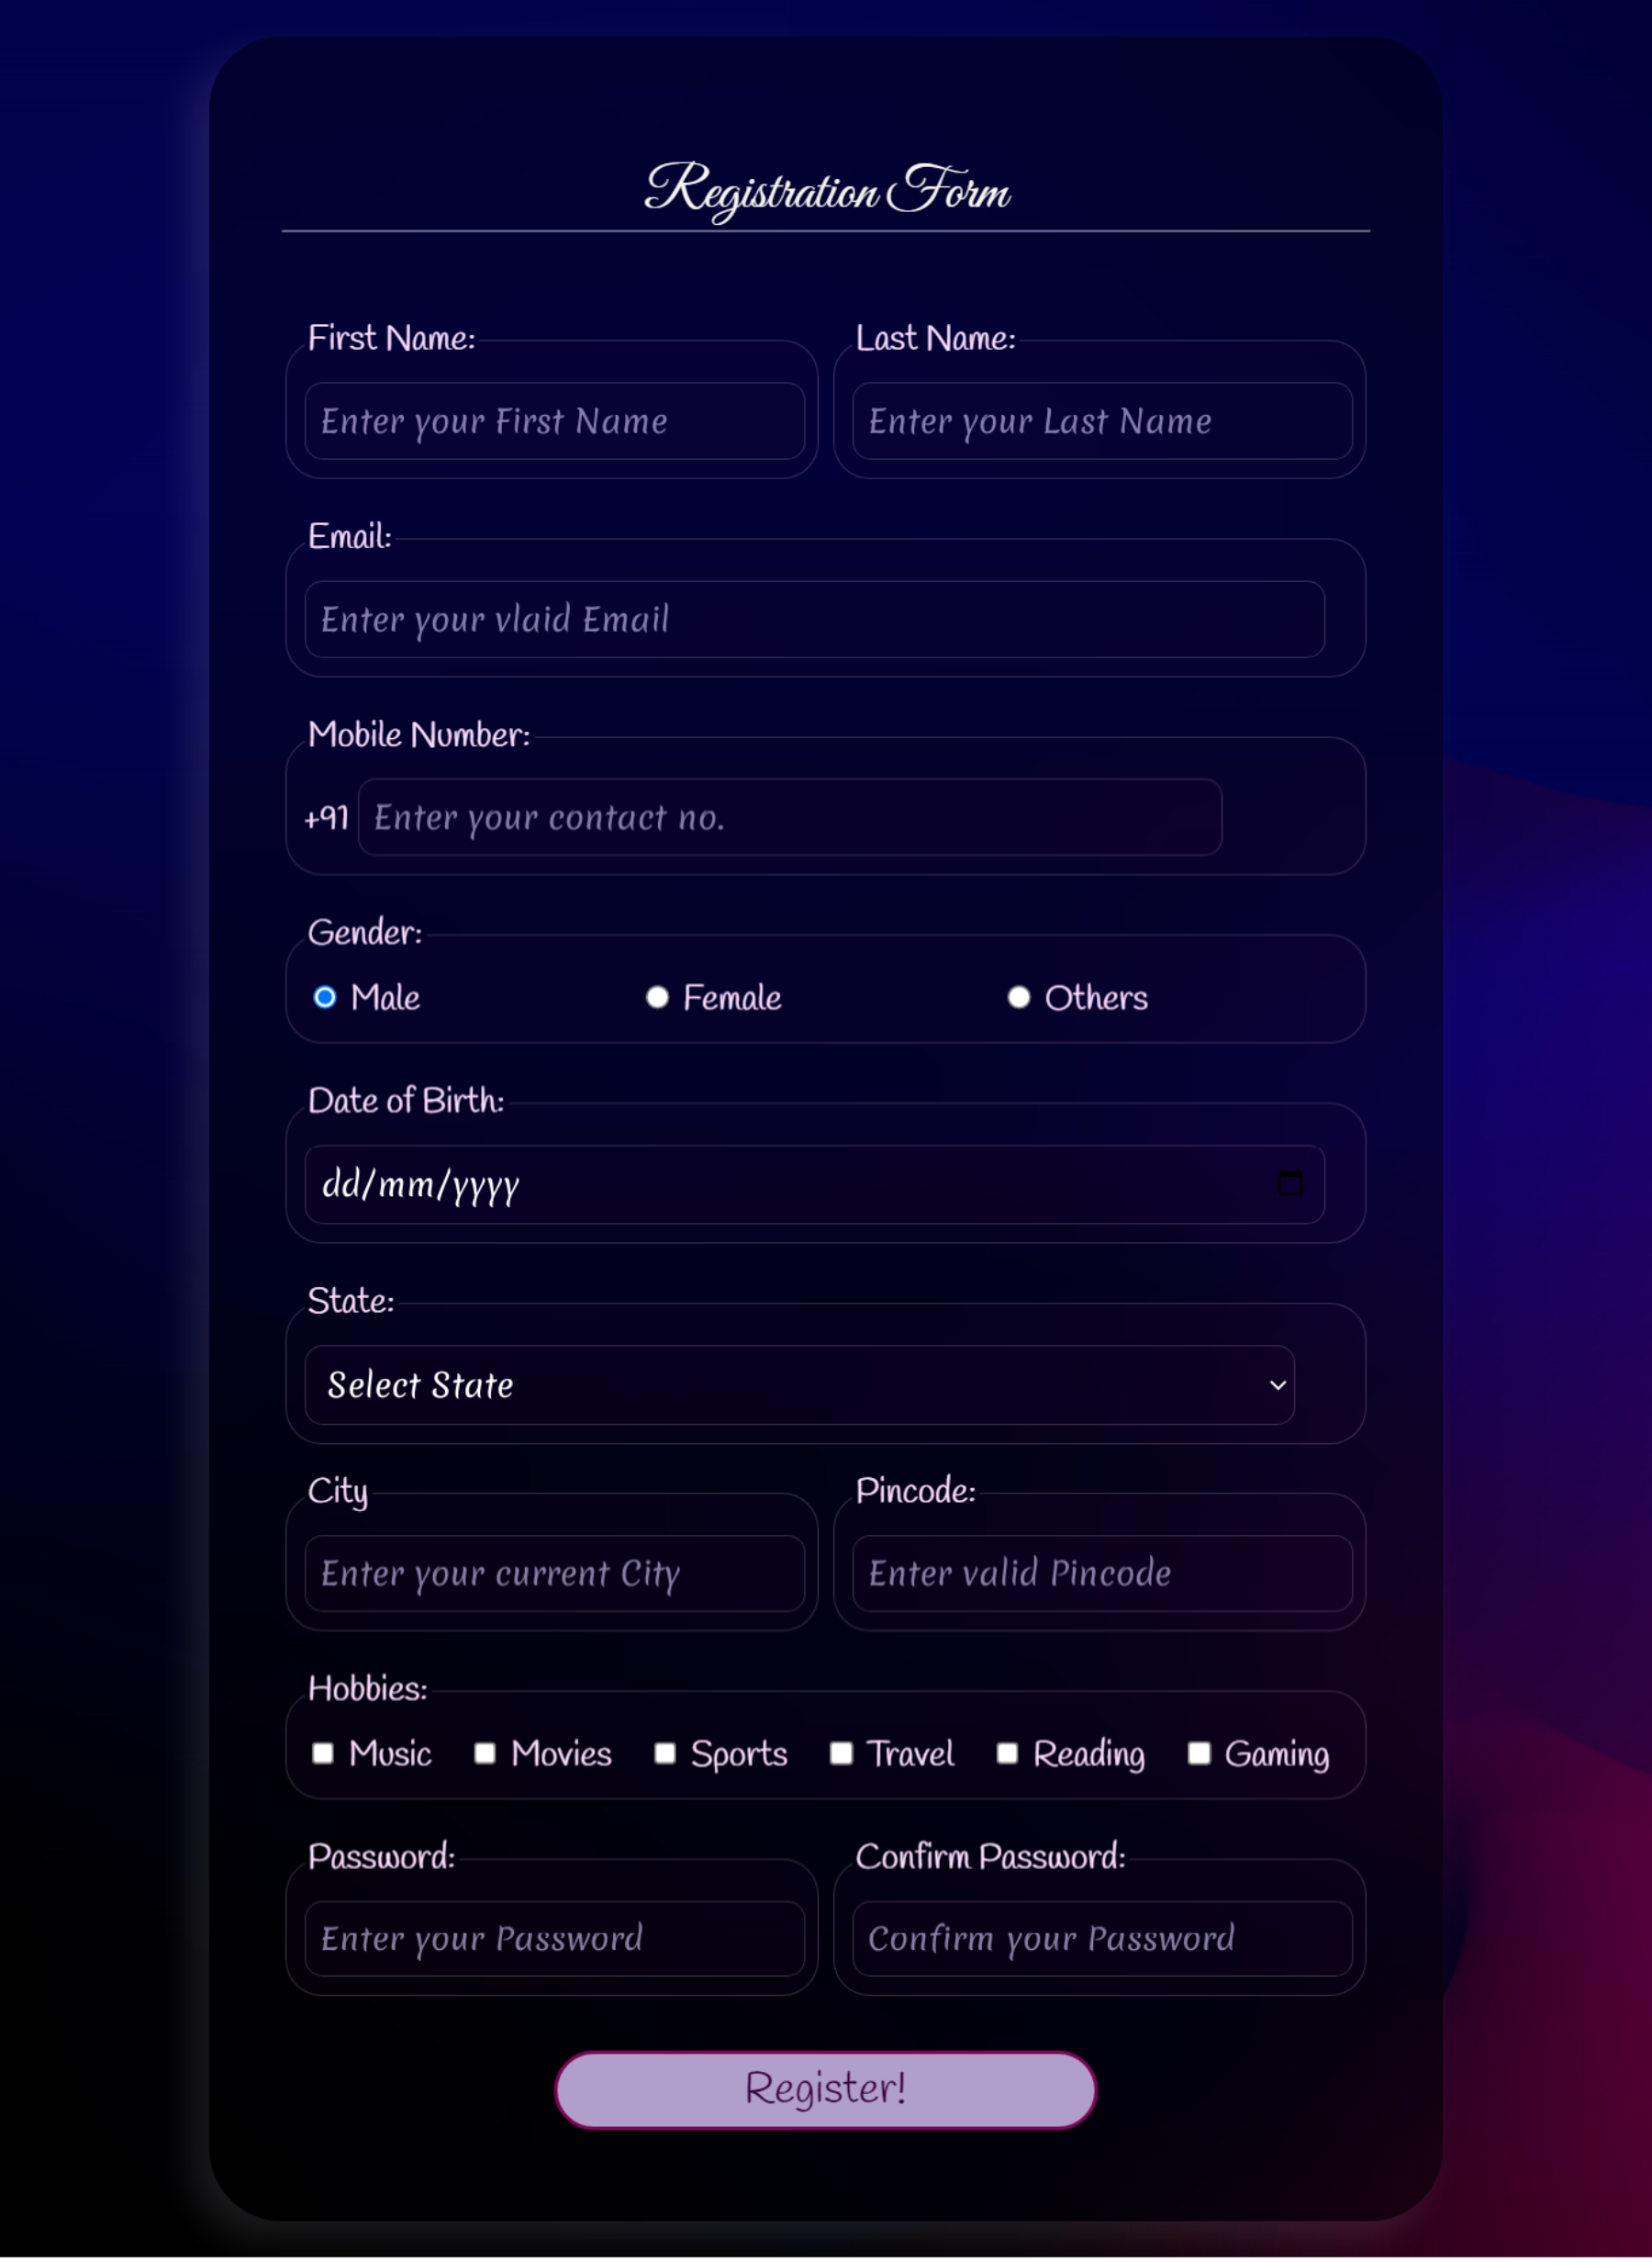 Registration Form
First Name: Last Name:
Enter your First Name Enter your Last Name
Email:
Enter your vlaid Email
Mobile Number:
+91 Enter your contact no.
Gender:
Male Female Others
Date of Birth:
dd/mm/yyyy
State:
Select State
City Pincode:
Enter your current City Enter valid Pincode
Hobbies:
Music Movies Sports Travel Reading Gaming
Password: Confirm Password:
Enter your Password Confirm your Password
Register!